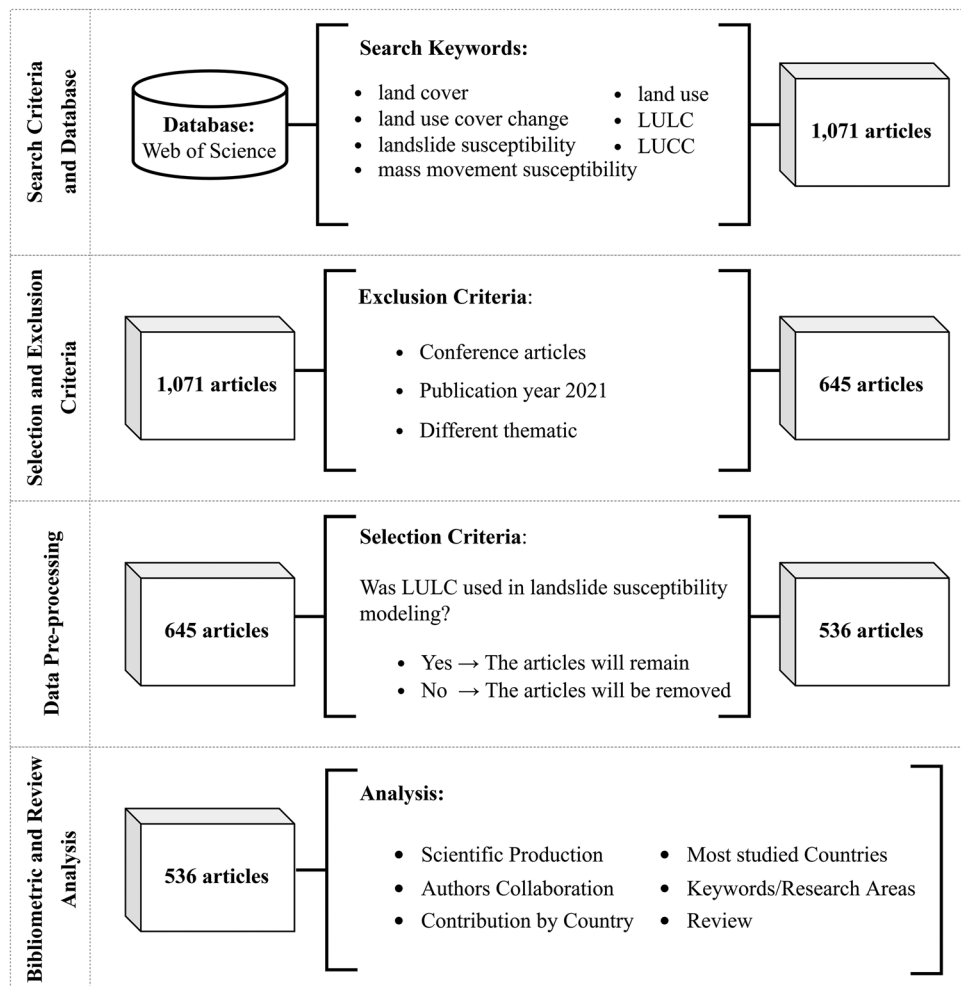 Search Criteria
and Database
Database:
Web of Science
Search Keywords:
• land cover
• land use cover change
• landslide susceptibility
• mass movement susceptibility
• land use
• LULC
• LUCC
1,071 articles
Selection and Exclusion
Criteria
1,071 articles
Exclusion Criteria:
• Conference articles
• Publication year 2021
• Different thematic
645 articles
Data Pre-processing
645 articles
Selection Criteria:
Was LULC used in landslide susceptibility
modeling?
• Yes → The articles will remain
• No → The articles will be removed
536 articles
Bibliometric and Review
Analysis
536 articles
Analysis:
• Scientific Production
• Authors Collaboration
• Contribution by Country
• Most studied Countries
• Keywords/Research Areas
• Review